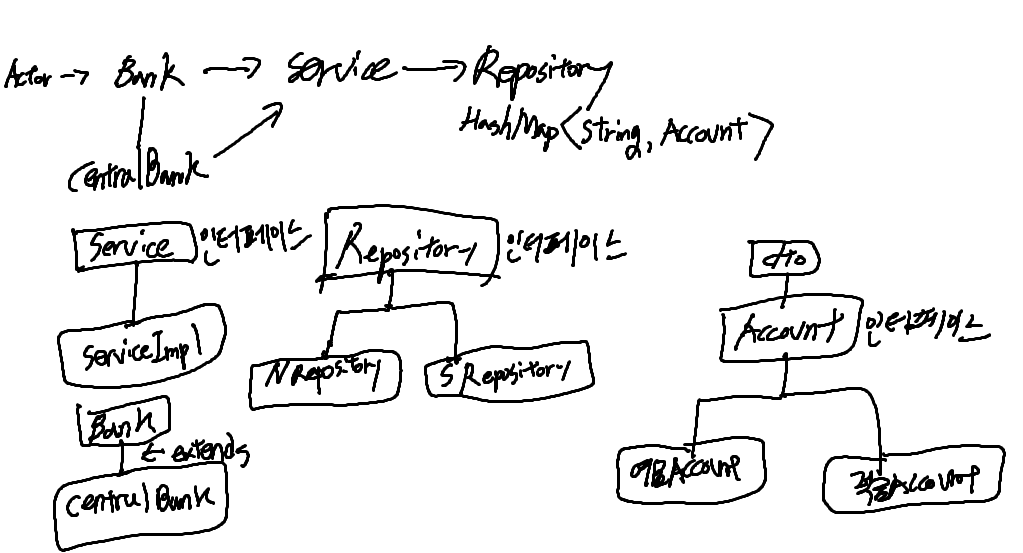 Actor → Bank → Service → Repository
HashMap<String, Account>
CentralBank
Service 인터페이스
Repository 인터페이스
dto
Account 인터페이스
ServiceImpl
NRepository
SRepository
Bank
← extends
CentralBank
예금Account
적금Account